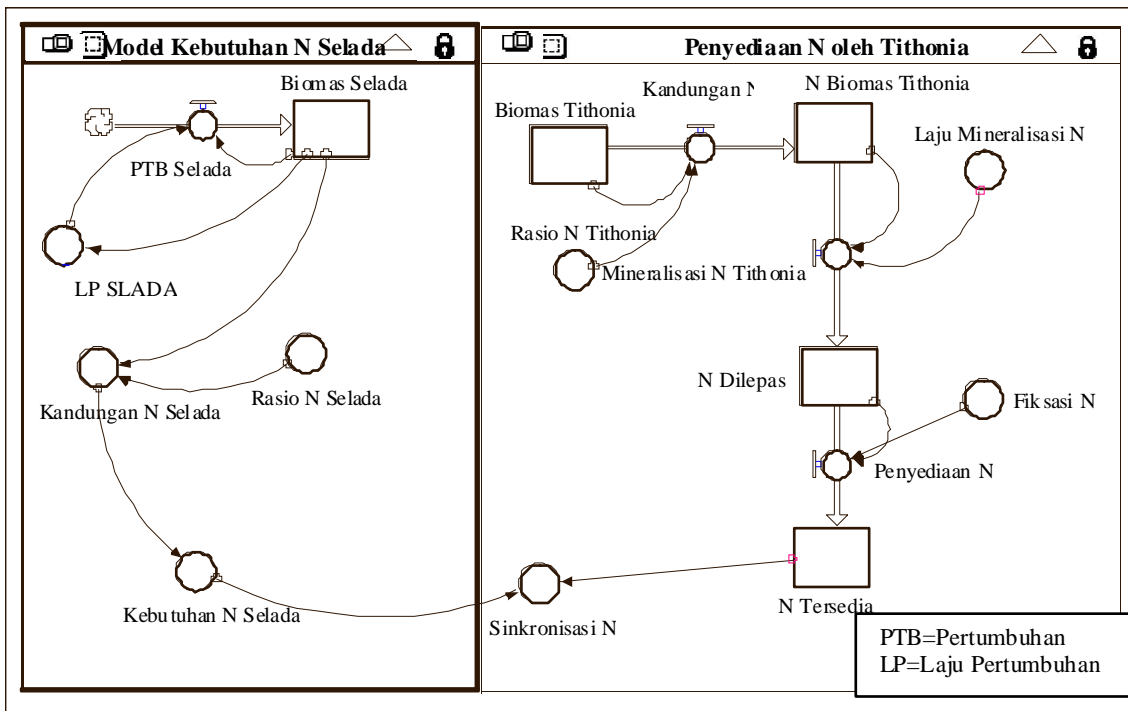 Model Kebutuhan N Selada
Biomas Selada
PTB Selada
LP SLADA
Kandungan N Selada
Rasio N Selada
Kebutuhan N Selada
Penyediaan N oleh Tithonia
Biomas Tithonia
Kandungan N
N Biomas Tithonia
Laju Mineralisasi N
Rasio N Tithonia
Mineralisasi N Tithonia
N Dilepas
Fiksasi N
Penyediaan N
N Tersedia
Sinkronisasi N
PTB=Pertumbuhan
LP=Laju Pertumbuhan